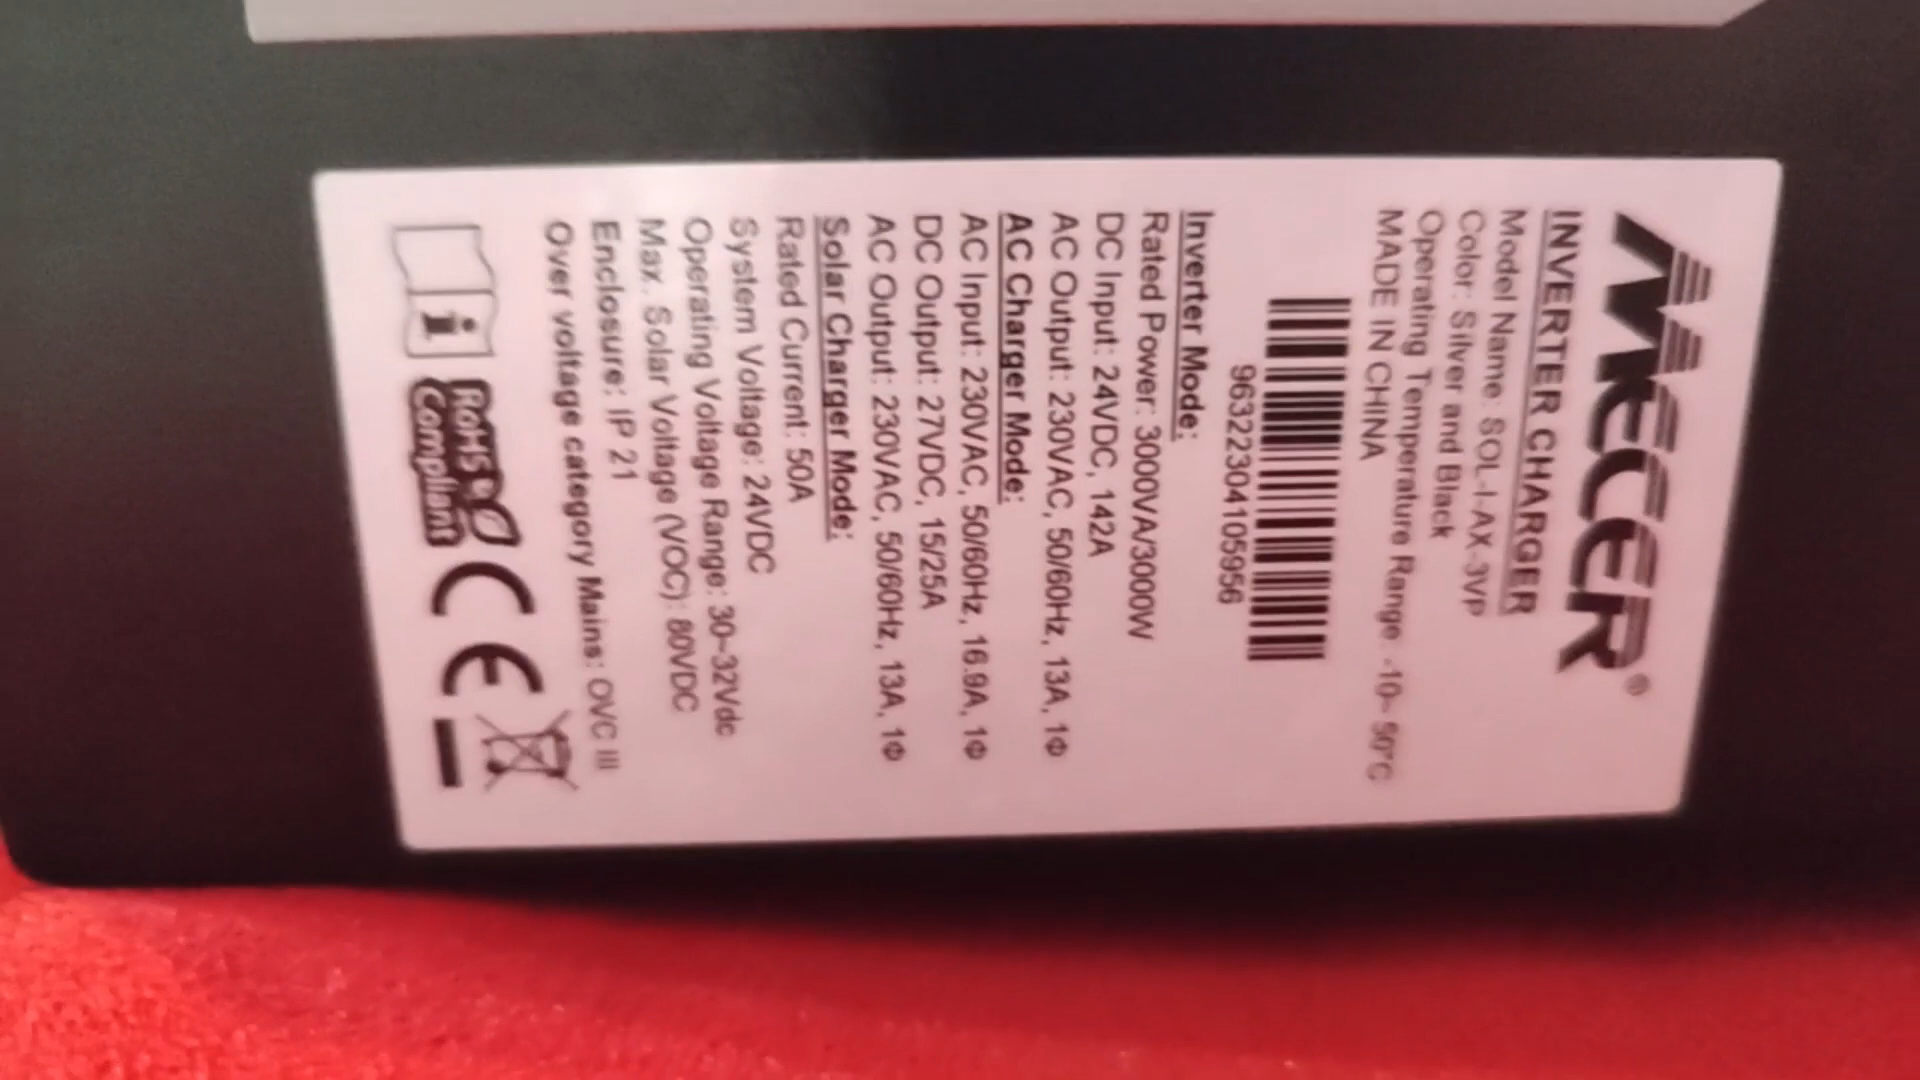 MECER®
INVERTER CHARGER
Model Name: SOL-I-AX-3VP
Color: Silver and Black
Operating Temperature Range: -10~ 50°C
MADE IN CHINA
96322304105956
Inverter Mode:
Rated Power: 3000VA/3000W
DC Input: 24VDC, 142A
AC Output: 230VAC, 50/60Hz, 13A, 1Φ
AC Charger Mode:
AC Input: 230VAC, 50/60Hz, 16.9A, 1Φ
DC Output: 27VDC, 15/25A
AC Output: 230VAC, 50/60Hz, 13A, 1Φ
Solar Charger Mode:
Rated Current: 50A
System Voltage: 24VDC
Operating Voltage Range: 30~32Vdc
Max. Solar Voltage (VOC): 80VDC
Enclosure: IP 21
Over voltage category Mains: OVC III
i
RoHS
Compliant
CE